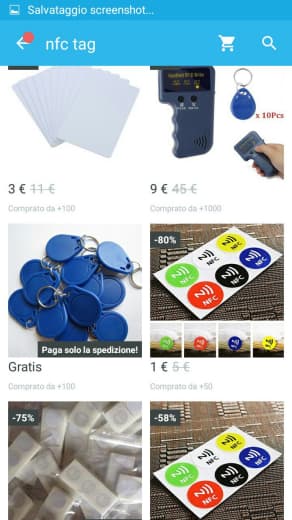 Salvataggio screenshot...
nfc tag
x 10Pcs
3 € 11 €
9 € 45 €
Comprato da +100
Comprato da +1000
-80%
NFC
NFC
NFC
NFC
NFC
Paga solo la spedizione!
Gratis
1 € 5 €
Comprato da +100
Comprato da +50
-75%
-58%
NFC
NFC
NFC
NFC
NFC